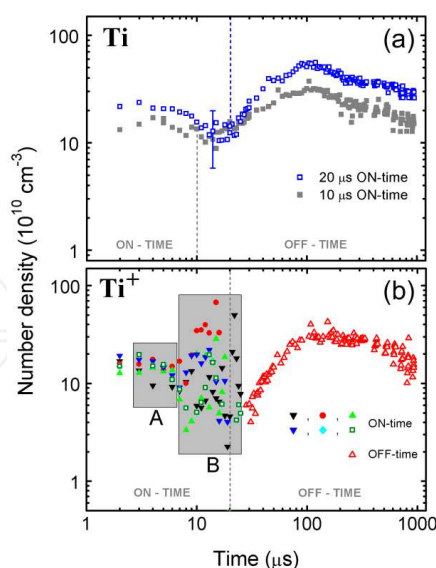 Ti
(a)
100
10
1
20 μs ON-time
10 μs ON-time
ON - TIME
OFF - TIME
Number density (10¹⁰ cm⁻³)
Ti⁺
(b)
100
10
1
A
B
ON-time
OFF-time
ON - TIME
OFF - TIME
1
10
100
1000
Time (μs)